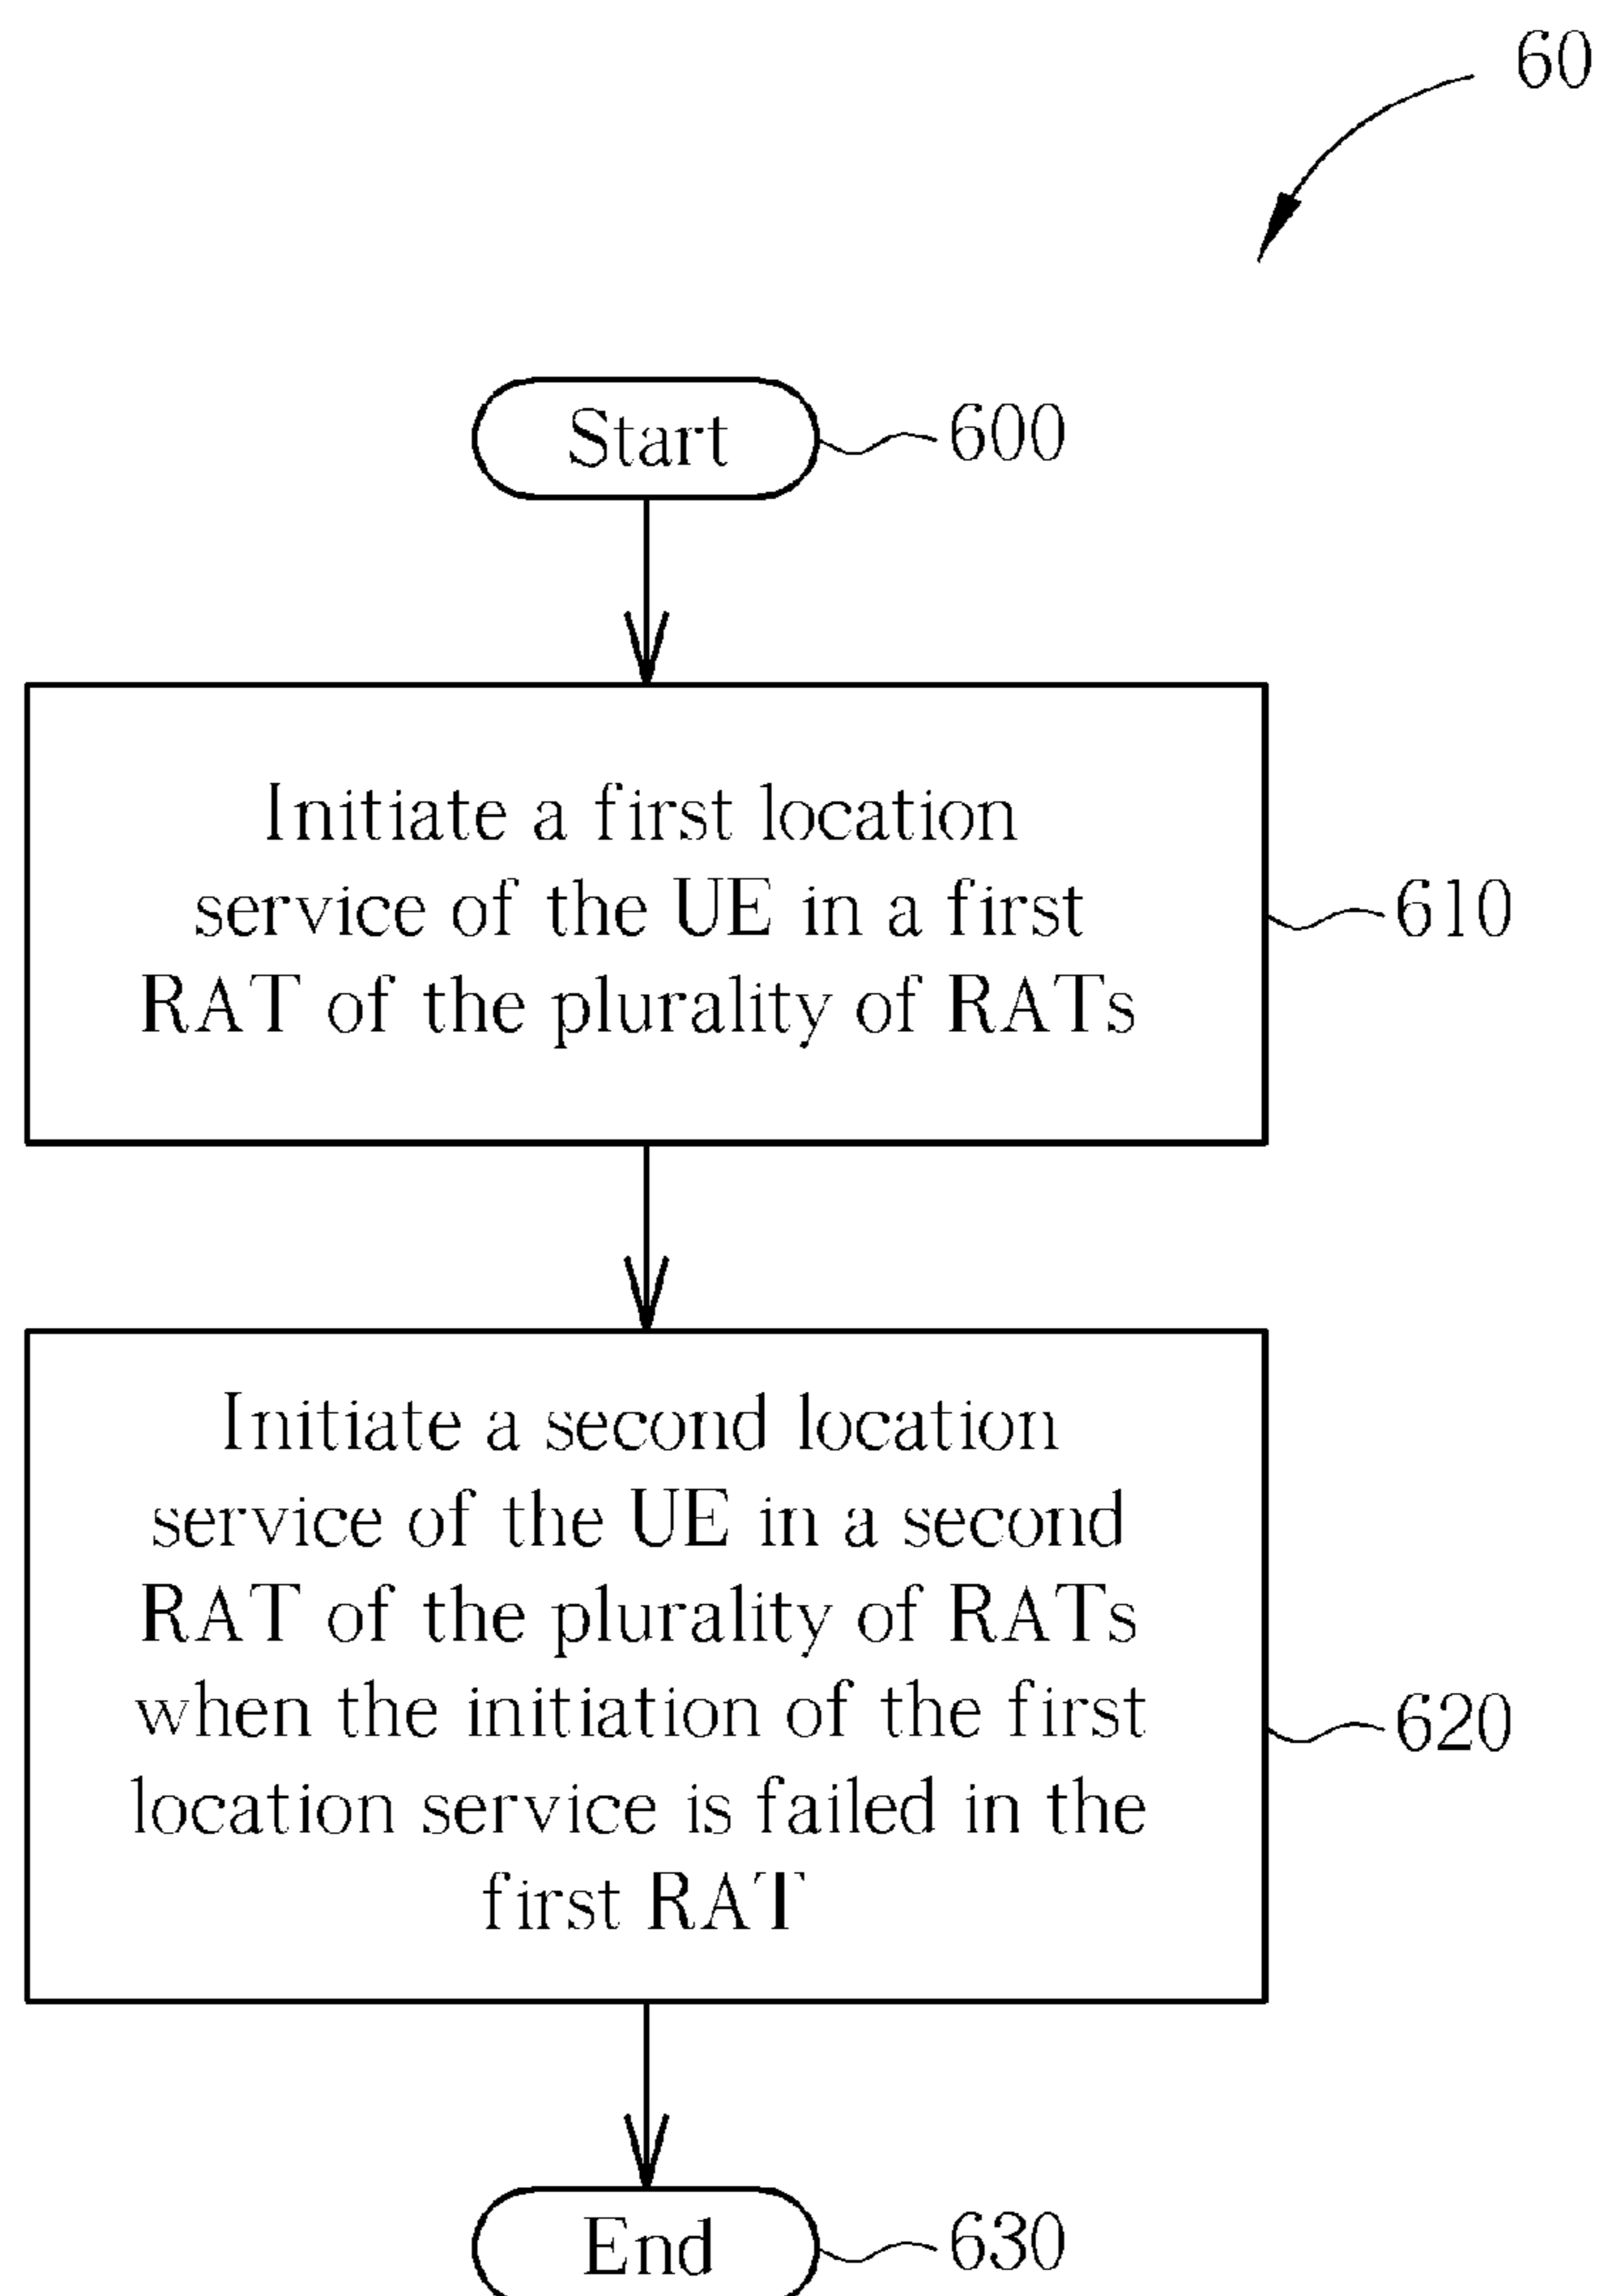 60
Start
600
Initiate a first location
service of the UE in a first
RAT of the plurality of RATs
610
Initiate a second location
service of the UE in a second
RAT of the plurality of RATs
when the initiation of the first
location service is failed in the
first RAT
620
End
630